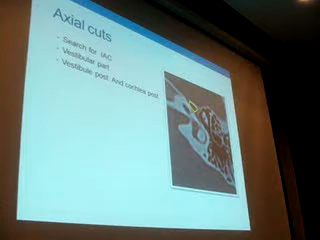 Axial cuts
- Search for IAC
- Vestibular part
- Vestibule post. And cochlea post.